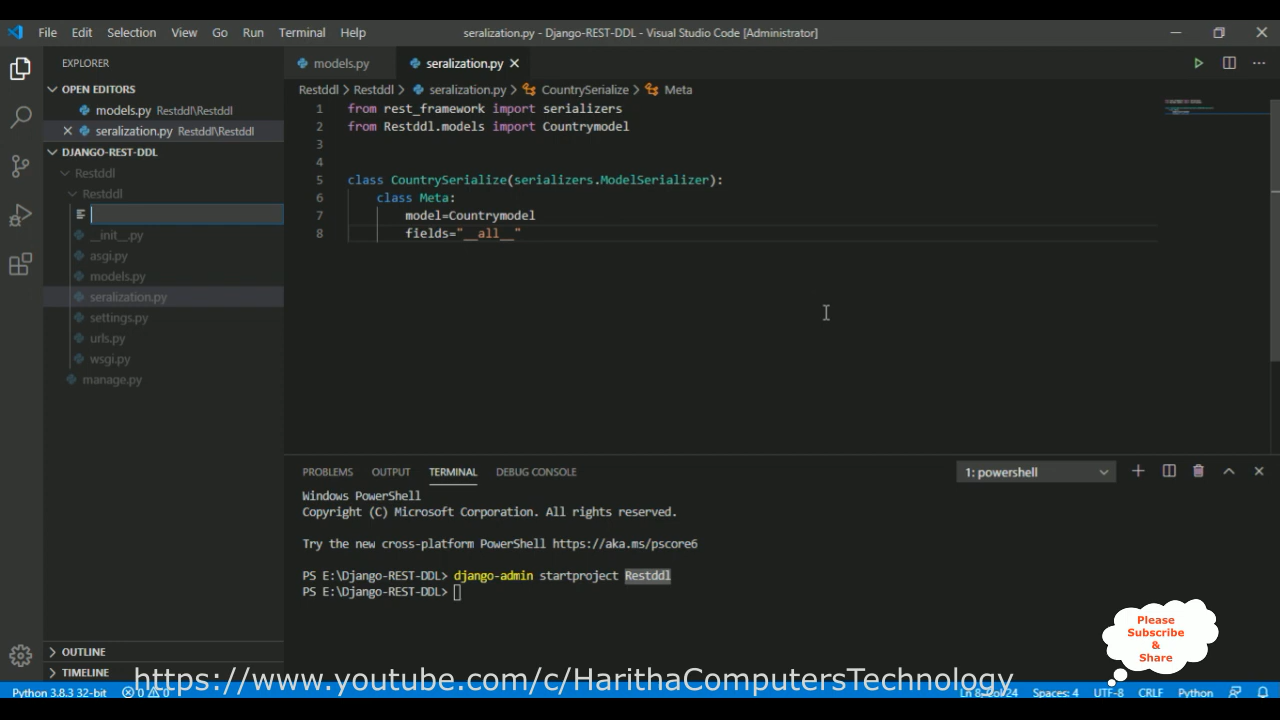 File Edit Selection View Go Run Terminal Help
seralization.py - Django-REST-DDL - Visual Studio Code [Administrator]
EXPLORER
OPEN EDITORS
models.py Restddl\Restddl
seralization.py Restddl\Restddl
DJANGO-REST-DDL
Restddl
Restddl
__init__.py
asgi.py
models.py
seralization.py
settings.py
urls.py
wsgi.py
manage.py
OUTLINE
TIMELINE
models.py seralization.py
Restddl > Restddl > seralization.py > CountrySerialize > Meta
1 from rest_framework import serializers
2 from Restddl.models import Countrymodel
3
4
5 class CountrySerialize(serializers.ModelSerializer):
6 class Meta:
7 model=Countrymodel
8 fields="__all__"
PROBLEMS OUTPUT TERMINAL DEBUG CONSOLE
1: powershell
Windows PowerShell
Copyright (C) Microsoft Corporation. All rights reserved.
Try the new cross-platform PowerShell https://aka.ms/pscore6
PS E:\Django-REST-DDL> django-admin startproject Restddl
PS E:\Django-REST-DDL>
Please
Subscribe
&
Share
https://www.youtube.com/c/HarithaComputersTechnology
Python 3.8.3 32-bit 0 0 Ln 8, Col 24 Spaces: 4 UTF-8 CRLF Python